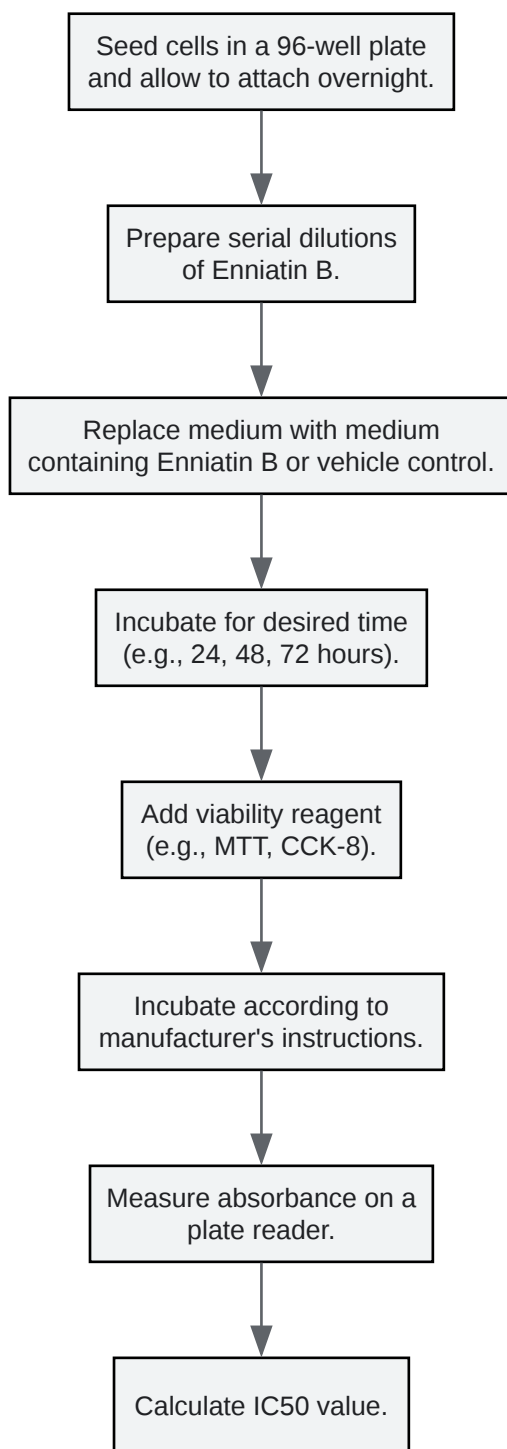 Seed cells in a 96-well plate
and allow to attach overnight.
Prepare serial dilutions
of Enniatin B.
Replace medium with medium
containing Enniatin B or vehicle control.
Incubate for desired time
(e.g., 24, 48, 72 hours).
Add viability reagent
(e.g., MTT, CCK-8).
Incubate according to
manufacturer's instructions.
Measure absorbance on a
plate reader.
Calculate IC50 value.